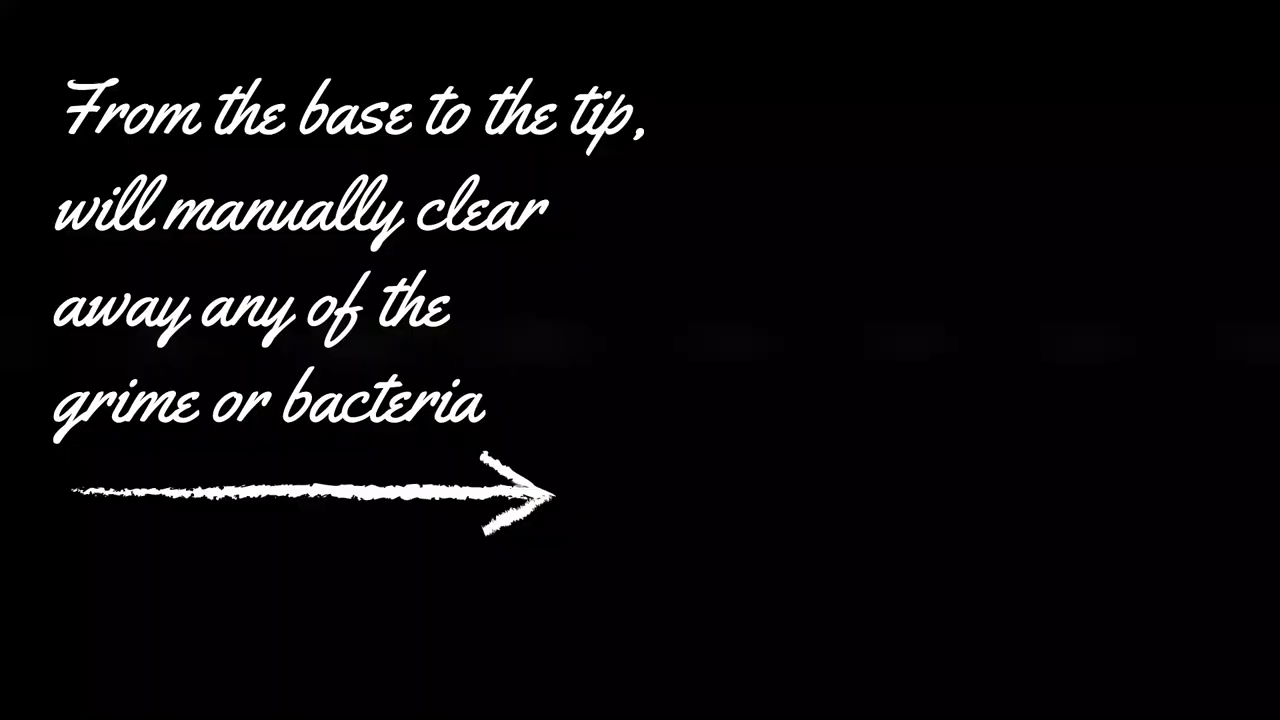 From the base to the tip,
will manually clear
away any of the
grime or bacteria